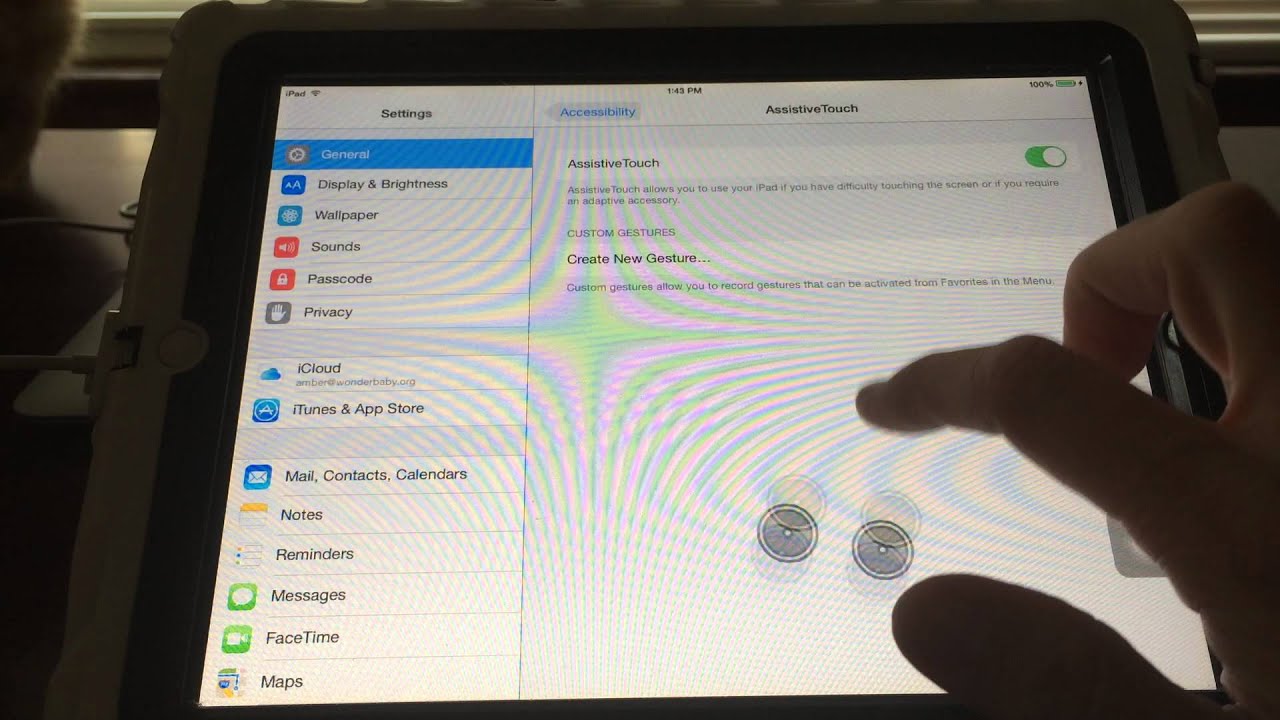 iPad
1:43 PM
100%
Settings
General
Display & Brightness
AA
Wallpaper
Sounds
Passcode
Privacy
iCloud
amber@wonderbaby.org
iTunes & App Store
Mail, Contacts, Calendars
Notes
Reminders
Messages
FaceTime
Maps
Accessibility
AssistiveTouch
AssistiveTouch
AssistiveTouch allows you to use your iPad if you have difficulty touching the screen or if you require
an adaptive accessory.
CUSTOM GESTURES
Create New Gesture...
Custom gestures allow you to record gestures that can be activated from Favorites in the Menu.